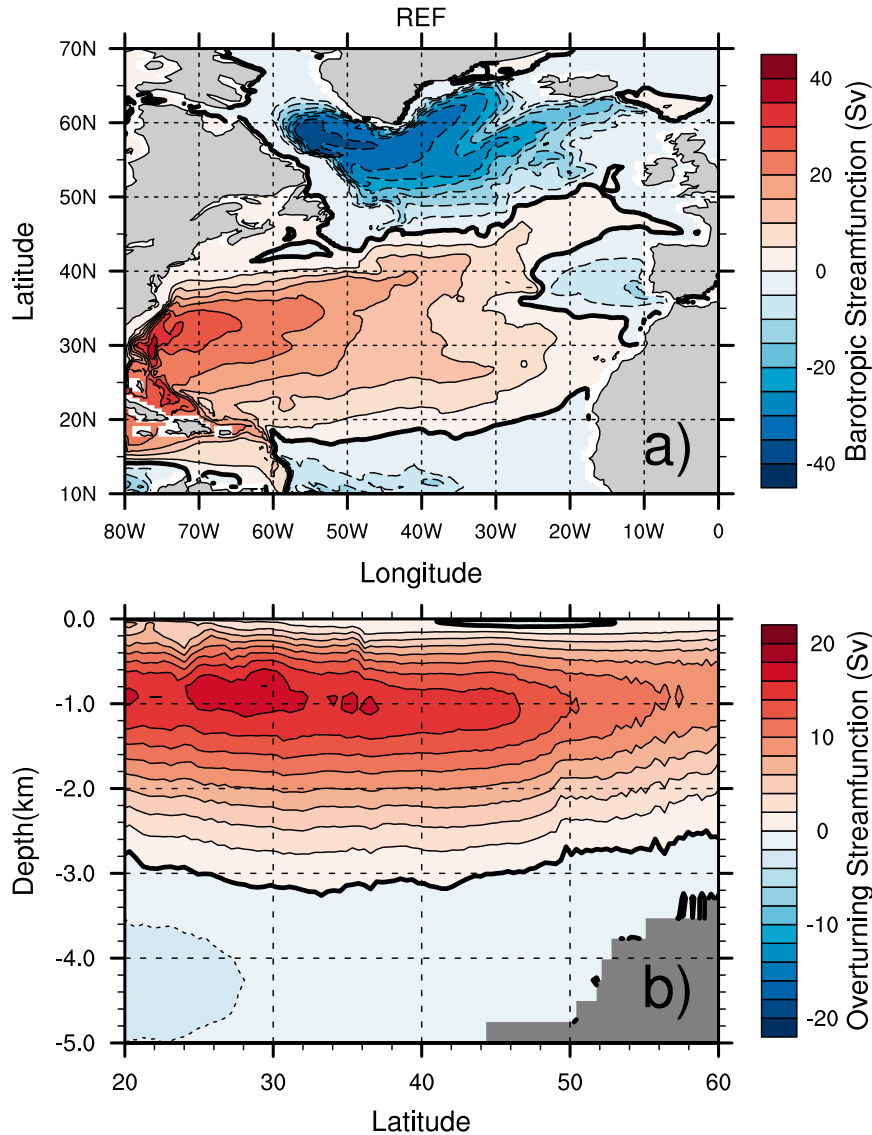 REF
70N
60N
50N
40N
30N
20N
10N
Latitude
80W 70W 60W 50W 40W 30W 20W 10W 0
Longitude
a)
40
20
0
-20
-40
Barotropic Streamfunction (Sv)
0.0
-1.0
-2.0
-3.0
-4.0
-5.0
Depth(km)
20 30 40 50 60
Latitude
b)
20
10
0
-10
-20
Overturning Streamfunction (Sv)